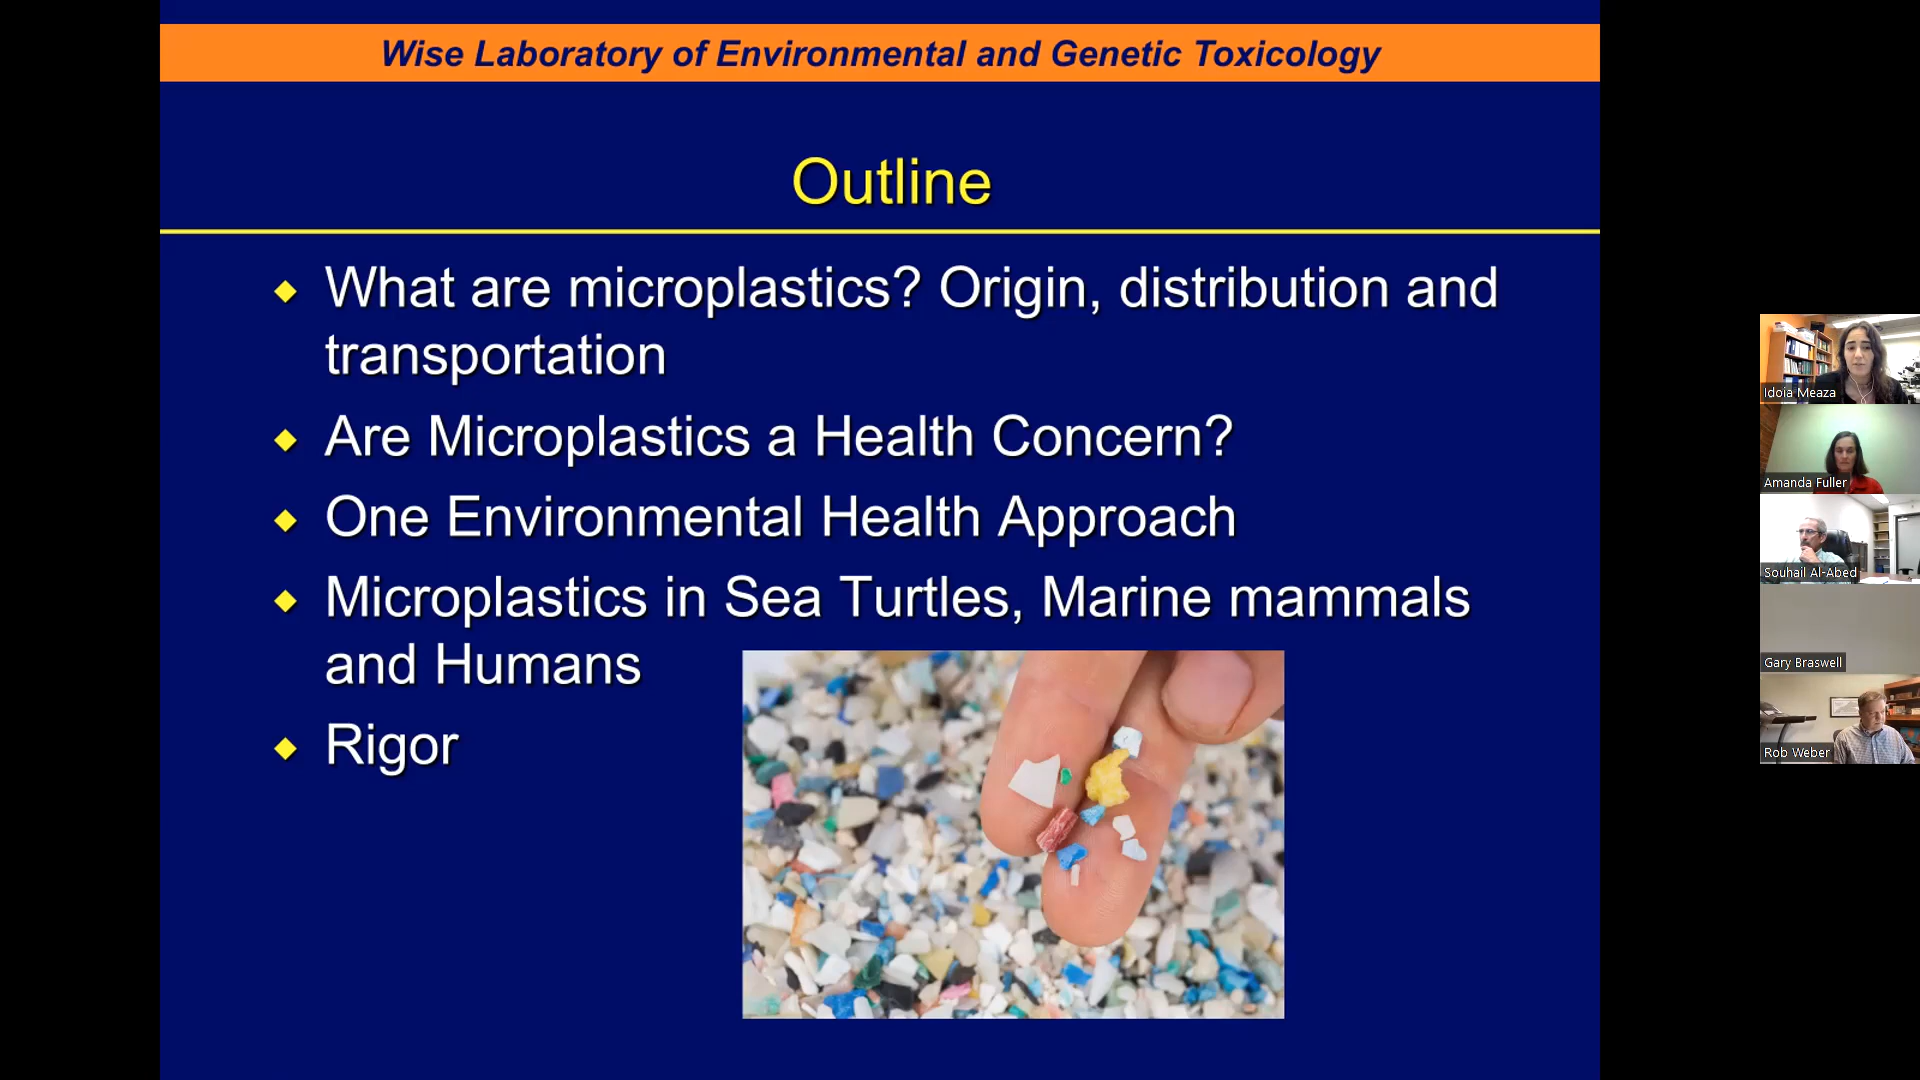 Wise Laboratory of Environmental and Genetic Toxicology
Outline
What are microplastics? Origin, distribution and
transportation
Are Microplastics a Health Concern?
One Environmental Health Approach
Microplastics in Sea Turtles, Marine mammals
and Humans
Rigor
Idoia Meaza
Amanda Fuller
Souhail Al-Abed
Gary Braswell
Rob Weber